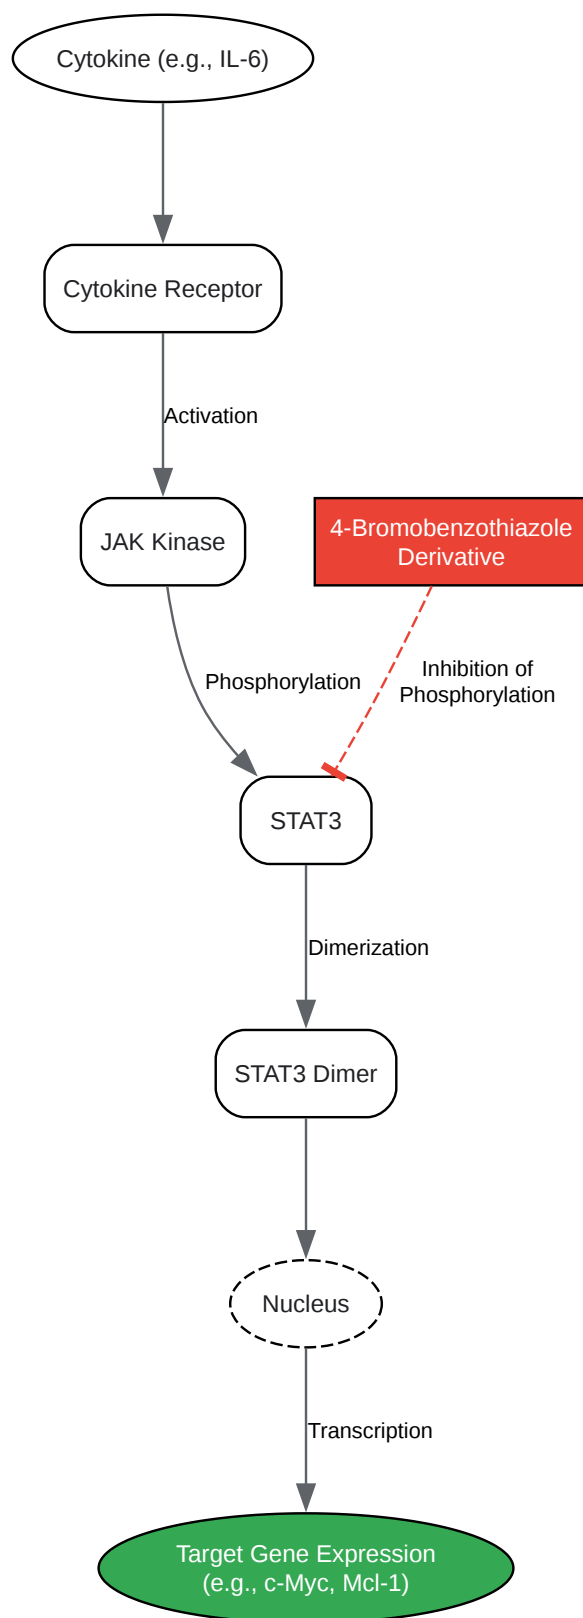 Cytokine (e.g., IL-6)
Cytokine Receptor
Activation
JAK Kinase
4-Bromobenzothiazole
Derivative
Phosphorylation
Inhibition of
Phosphorylation
STAT3
Dimerization
STAT3 Dimer
Nucleus
Transcription
Target Gene Expression
(e.g., c-Myc, Mcl-1)